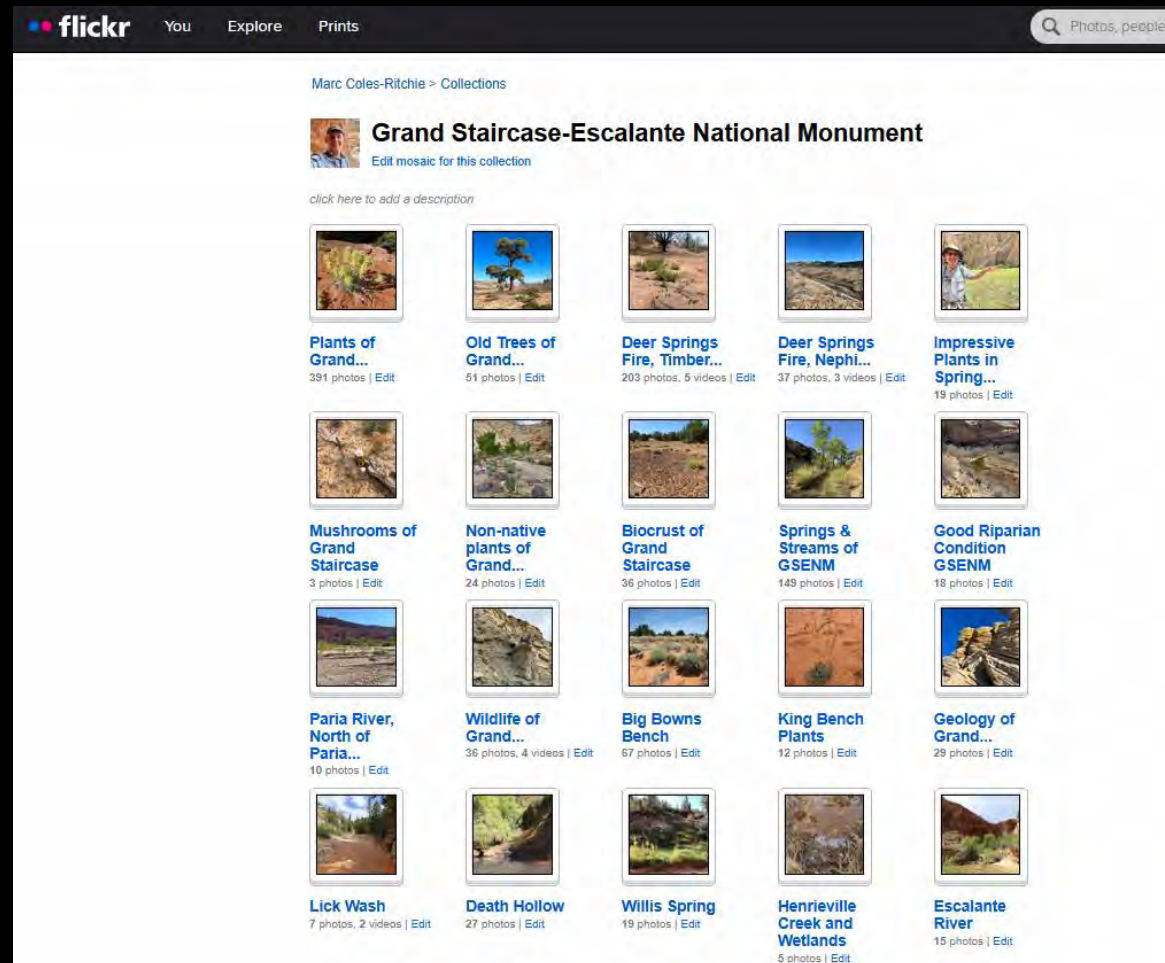 flickr You Explore Prints Photos, people
Marc Coles-Ritchie > Collections
Grand Staircase-Escalante National Monument
Edit mosaic for this collection
click here to add a description
Plants of
Grand...
391 photos | Edit
Old Trees of
Grand...
51 photos | Edit
Deer Springs
Fire, Timber...
203 photos, 5 videos | Edit
Deer Springs
Fire, Nephi...
37 photos, 3 videos | Edit
Impressive
Plants in
Spring...
19 photos | Edit
Mushrooms of
Grand
Staircase
3 photos | Edit
Non-native
plants of
Grand...
24 photos | Edit
Biocrust of
Grand
Staircase
36 photos | Edit
Springs &
Streams of
GSENM
149 photos | Edit
Good Riparian
Condition
GSENM
18 photos | Edit
Paria River,
North of
Paria...
10 photos | Edit
Wildlife of
Grand...
36 photos, 4 videos | Edit
Big Bowns
Bench
67 photos | Edit
King Bench
Plants
12 photos | Edit
Geology of
Grand...
29 photos | Edit
Lick Wash
7 photos, 2 videos | Edit
Death Hollow
27 photos | Edit
Willis Spring
19 photos | Edit
Henrieville
Creek and
Wetlands
5 photos | Edit
Escalante
River
15 photos | Edit